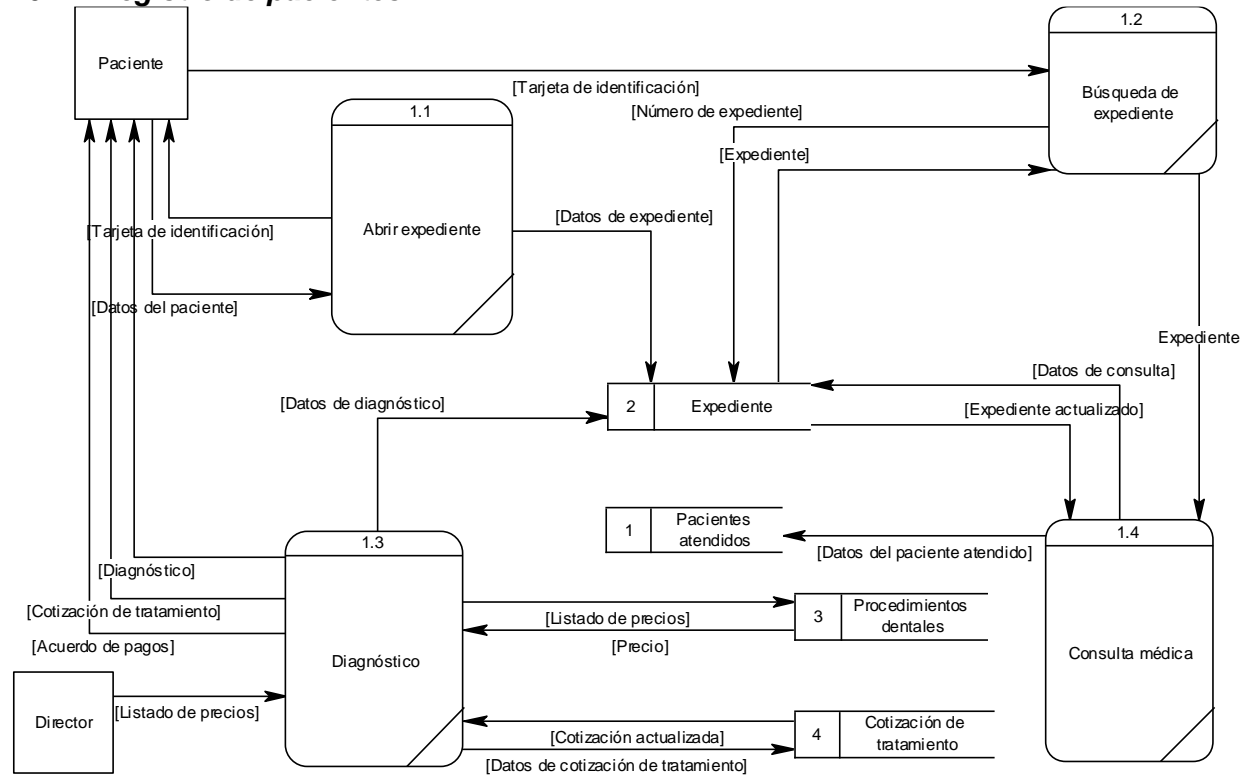 Paciente
1.2
Búsqueda de
expediente
[Tarjeta de identificación]
1.1
Abrir expediente
[Número de expediente]
[Expediente]
[Datos de expediente]
[Tarjeta de identificación]
[Datos del paciente]
Expediente
[Datos de consulta]
[Datos de diagnóstico]
2
Expediente
[Expediente actualizado]
1
Pacientes
atendidos
[Datos del paciente atendido]
1.4
Consulta médica
1.3
Diagnóstico
[Diagnóstico]
[Cotización de tratamiento]
[Acuerdo de pagos]
[Listado de precios]
[Precio]
3
Procedimientos
dentales
Director
[Listado de precios]
[Cotización actualizada]
[Datos de cotización de tratamiento]
4
Cotización de
tratamiento